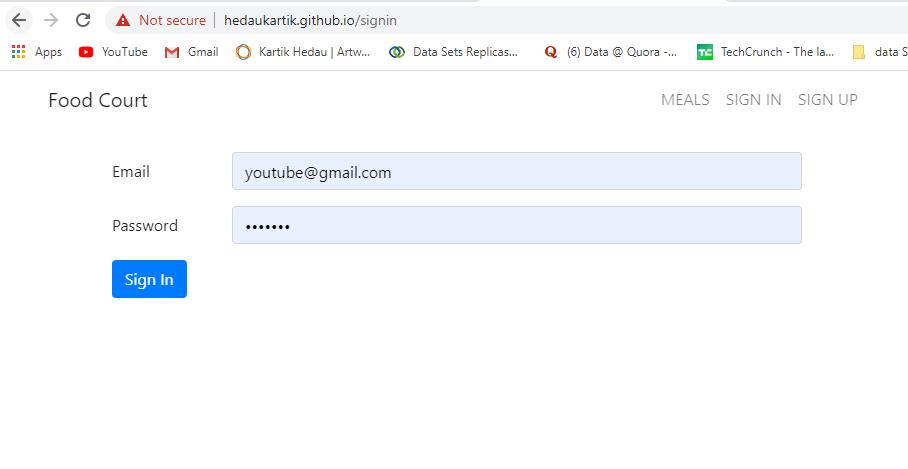 Not secure | hedaukartik.github.io/signin
Apps YouTube Gmail Kartik Hedau | Artw... Data Sets Replicas... (6) Data @ Quora -... TechCrunch - The la... data S
Food Court MEALS SIGN IN SIGN UP
Email youtube@gmail.com
Password •••••••
Sign In